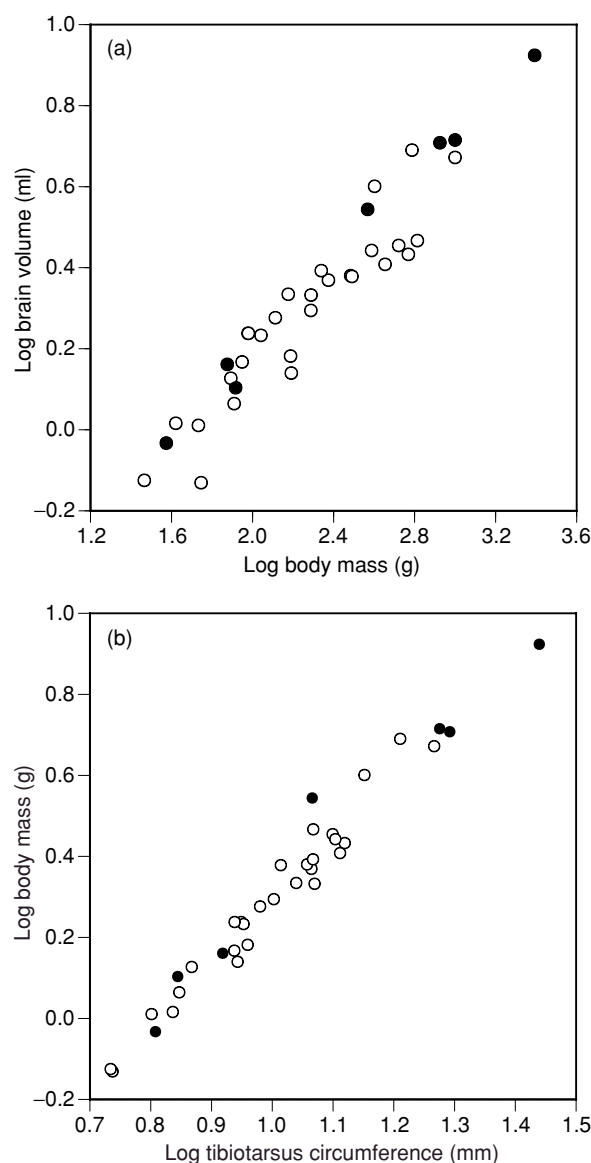 (a)
1.0
0.8
0.6
0.4
0.2
0.0
–0.2
Log brain volume (ml)
1.2 1.6 2.0 2.4 2.8 3.2 3.6
Log body mass (g)
(b)
1.0
0.8
0.6
0.4
0.2
0.0
–0.2
Log body mass (g)
0.7 0.8 0.9 1.0 1.1 1.2 1.3 1.4 1.5
Log tibiotarsus circumference (mm)